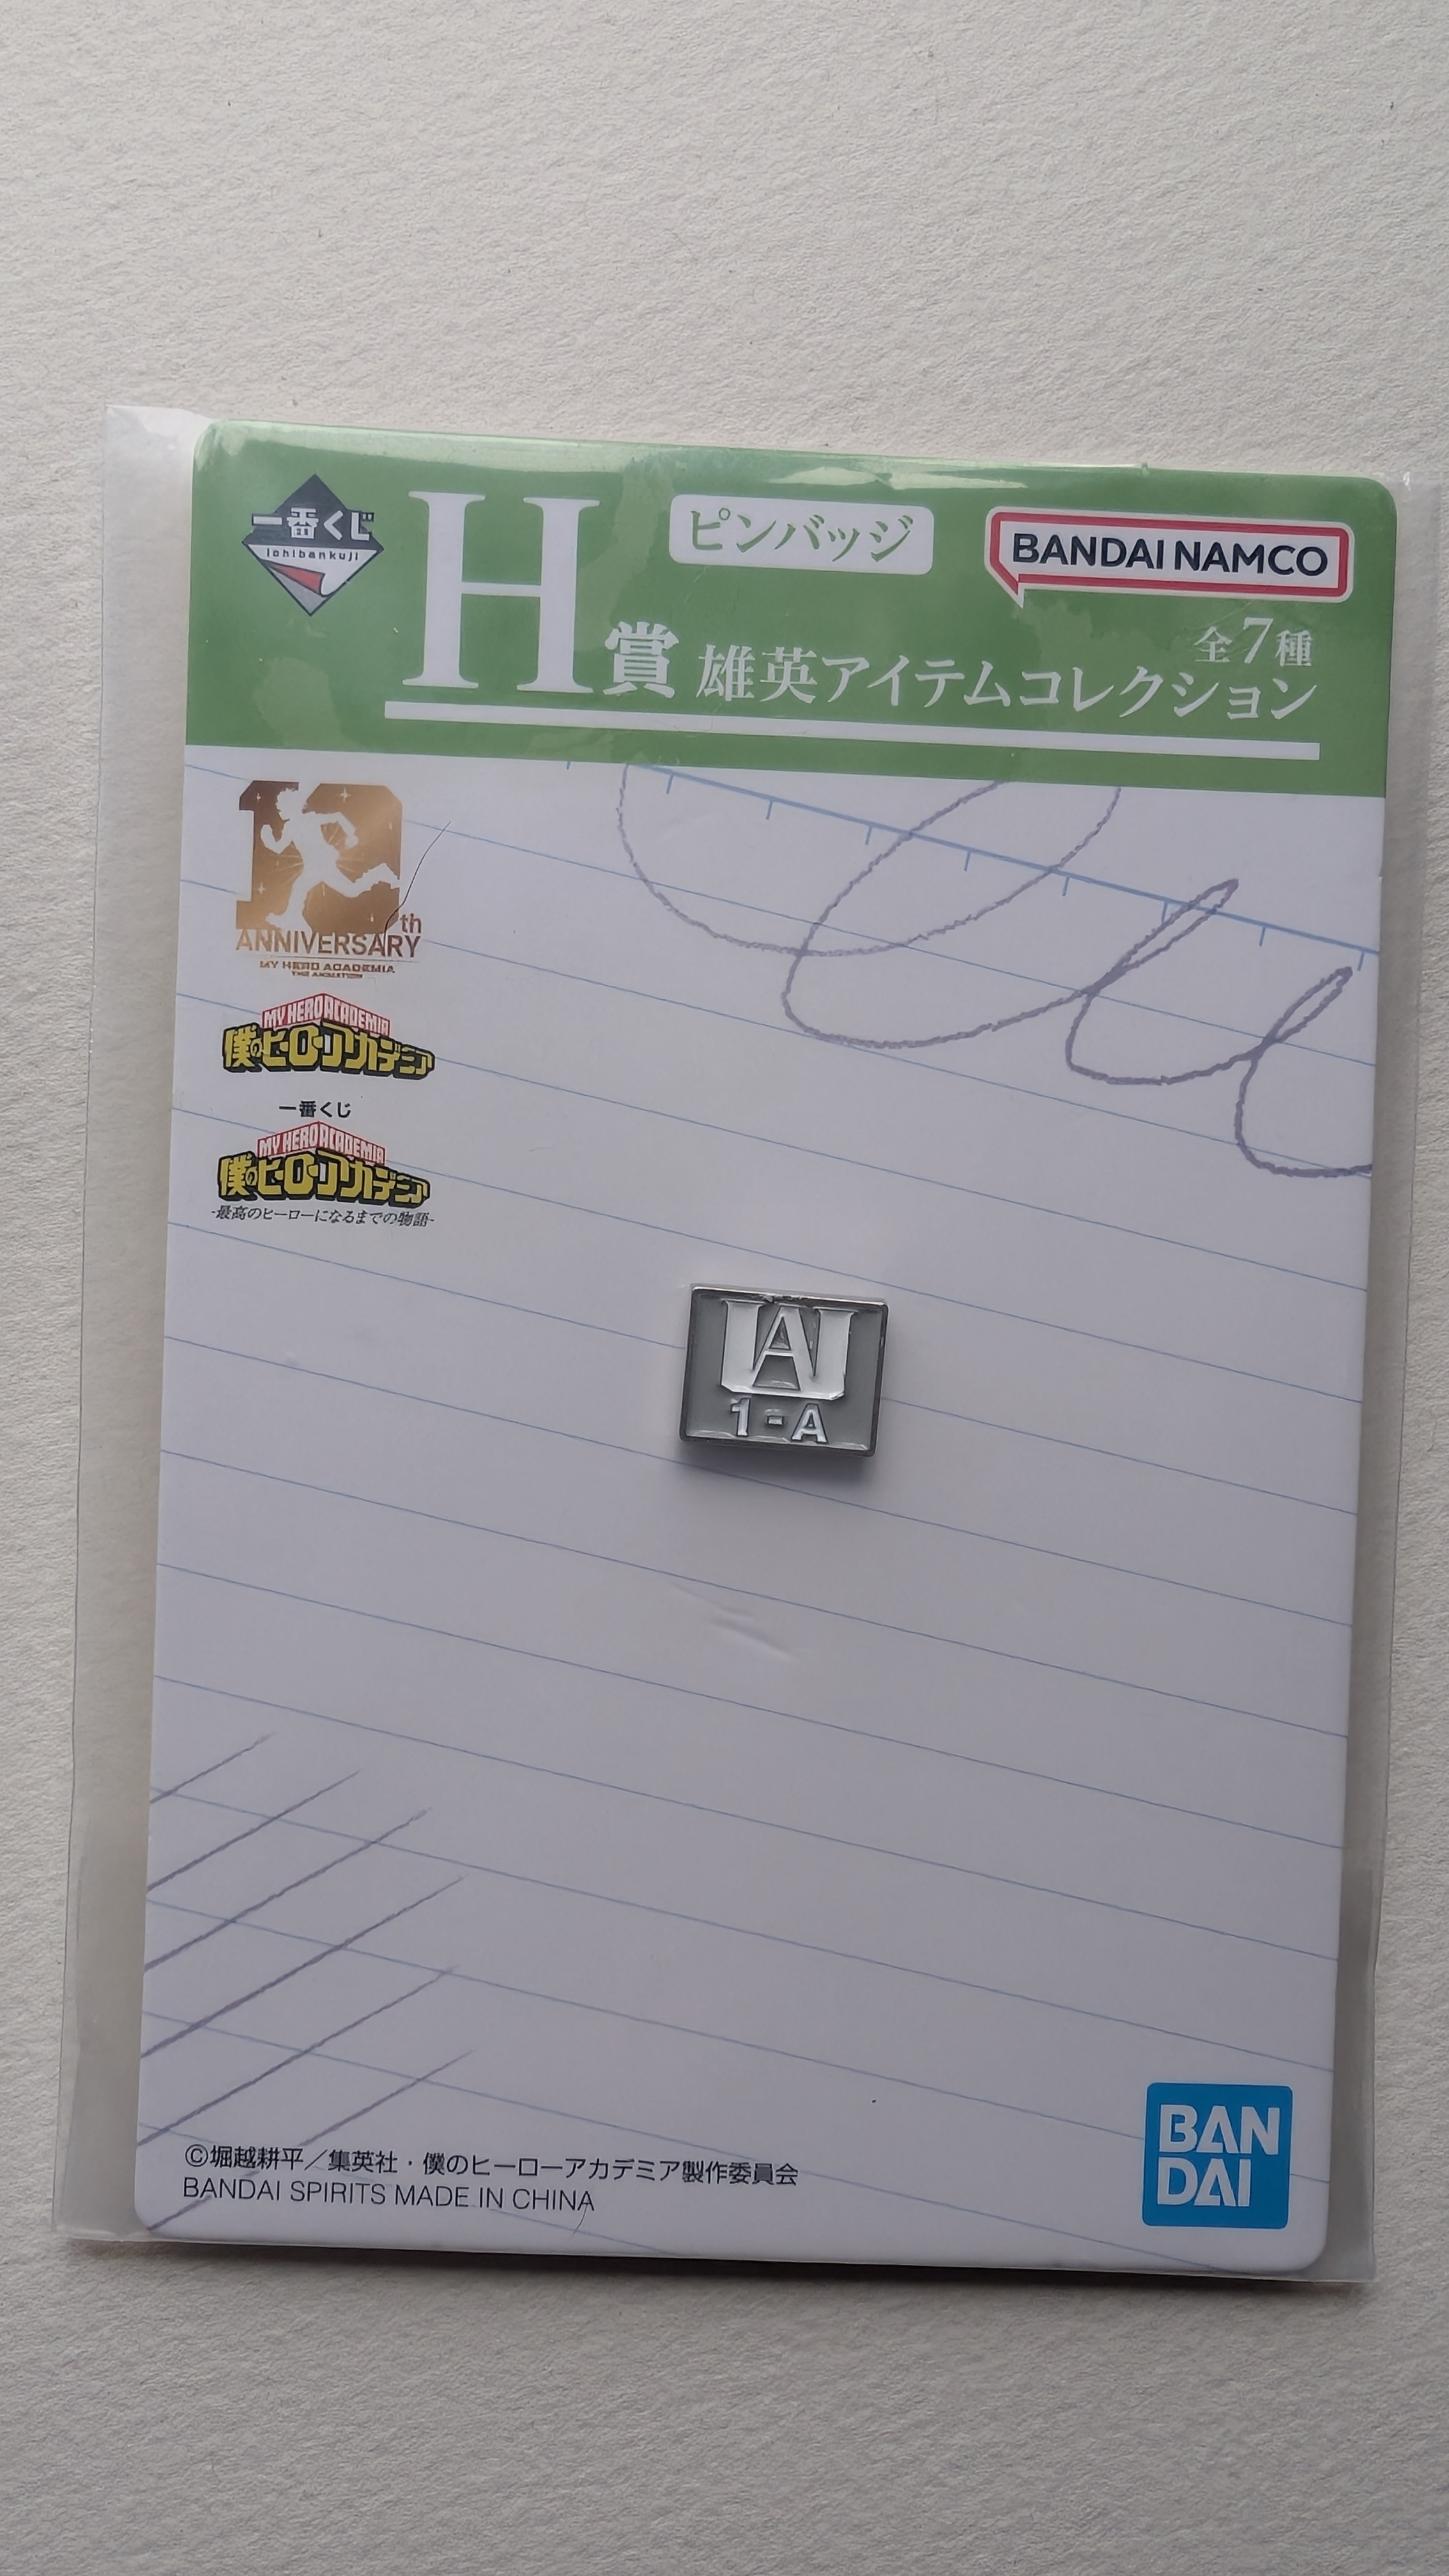 一番くじ
ichibankuji
H賞
ピンバッジ
BANDAI NAMCO
全7種
雄英アイテムコレクション
10th
ANNIVERSARY
MY HERO ACADEMIA
THE ANIMATION
MY HERO ACADEMIA
僕のヒーローアカデミア
一番くじ
MY HERO ACADEMIA
僕のヒーローアカデミア
-最高のヒーローになるまでの物語-
UA
1-A
©堀越耕平／集英社・僕のヒーローアカデミア製作委員会
BANDAI SPIRITS MADE IN CHINA
BAN
DAI